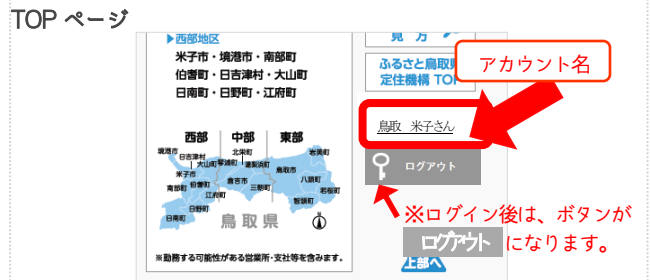 TOP ページ
▶西部地区
米子市・境港市・南部町
伯耆町・日吉津村・大山町
日南町・日野町・江府町
見 方
ふるさと鳥取県
定住機構 TOP
アカウント名
鳥取 米子さん
ログアウト
西部 中部 東部
境港市 日吉津村 大山町 北栄町 琴浦町 湯梨浜町 岩美町
米子市 鳥取市
南部町 伯耆町 倉吉市 三朝町 八頭町 若桜町
江府町 智頭町
日野町
日南町
鳥取県
※勤務する可能性がある営業所・支社等を含みます。
※ログイン後は、ボタンが
ログアウト になります。
上部へ